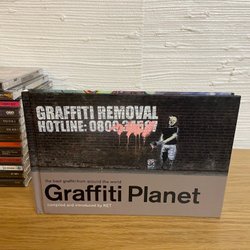 GRAFFITI REMOVAL
HOTLINE: 0800
the best graffiti from around the world
Graffiti Planet
compiled and introduced by KET